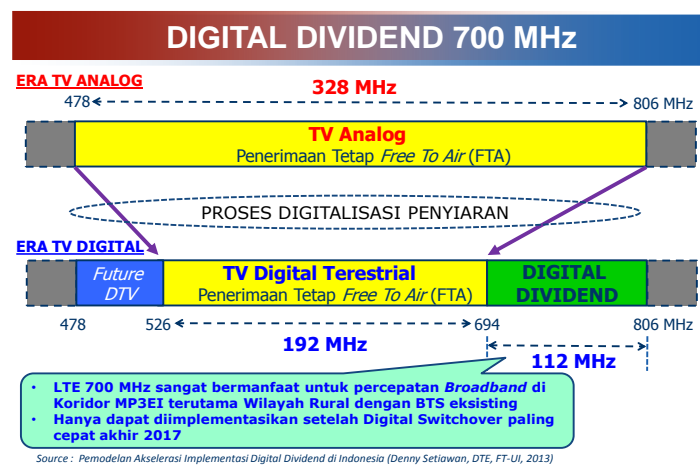 DIGITAL DIVIDEND 700 MHz
ERA TV ANALOG
328 MHz
478
806 MHz
TV Analog
Penerimaan Tetap Free To Air (FTA)
PROSES DIGITALISASI PENYIARAN
ERA TV DIGITAL
Future
DTV
TV Digital Terestrial
Penerimaan Tetap Free To Air (FTA)
DIGITAL
DIVIDEND
478
526
694
806 MHz
192 MHz
112 MHz
• LTE 700 MHz sangat bermanfaat untuk percepatan Broadband di
Koridor MP3EI terutama Wilayah Rural dengan BTS eksisting
• Hanya dapat diimplementasikan setelah Digital Switchover paling
cepat akhir 2017
Source : Pemodelan Akselerasi Implementasi Digital Dividend di Indonesia (Denny Setiawan, DTE, FT-UI, 2013)